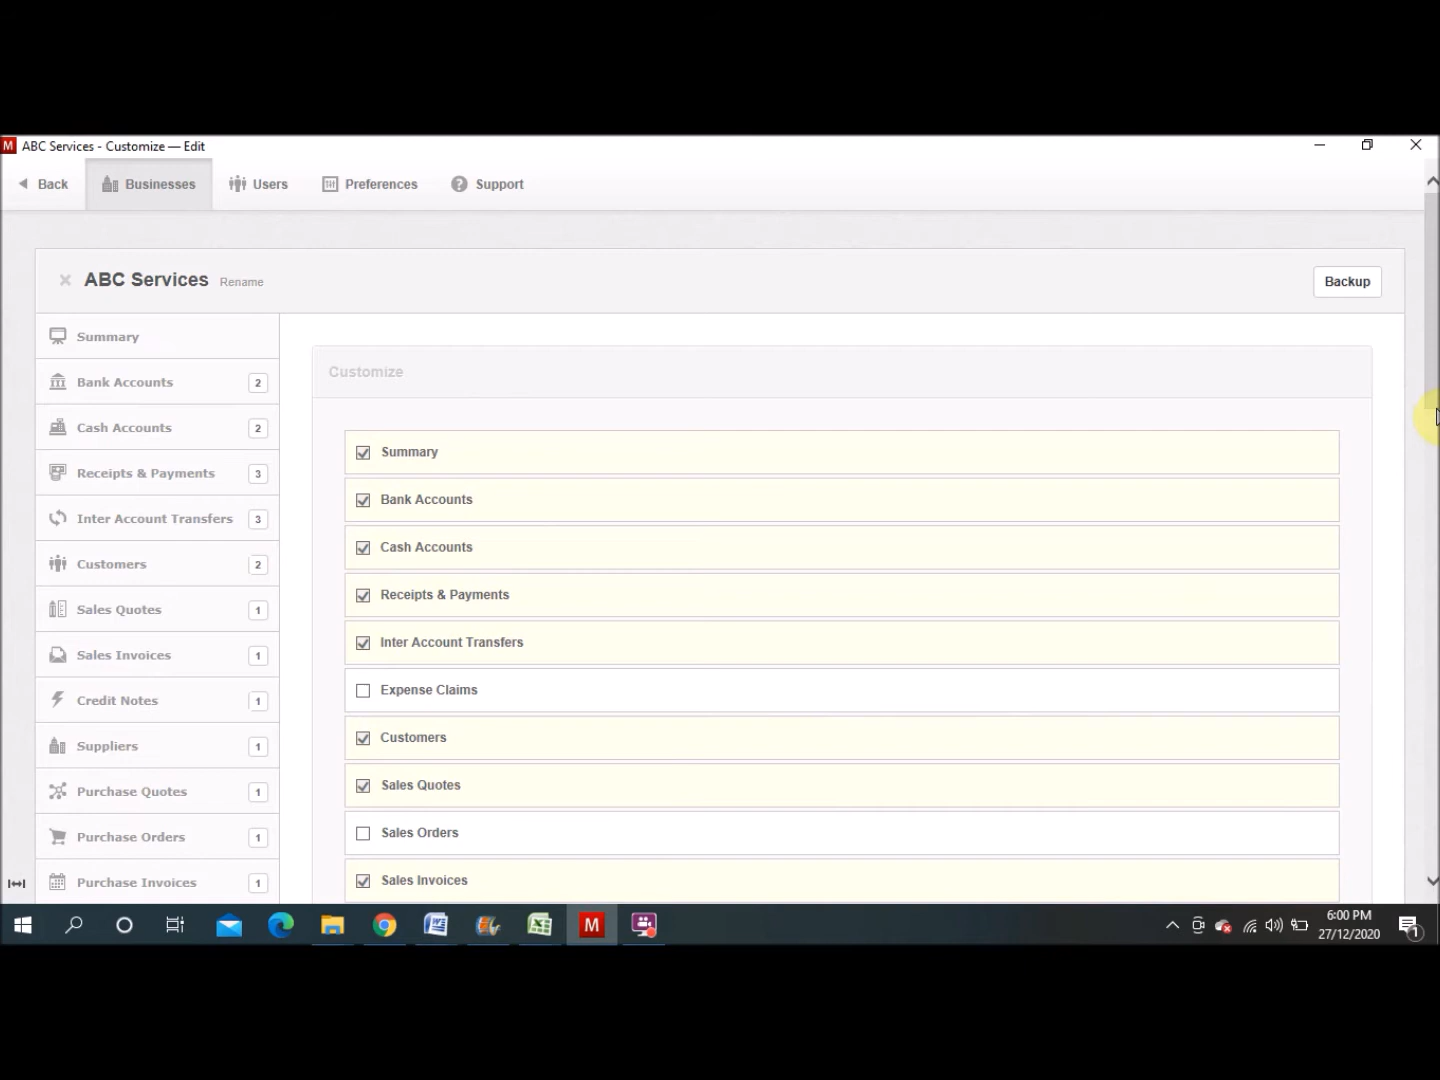 M ABC Services - Customize — Edit
Back Businesses Users Preferences ? Support
ABC Services Rename Backup
Summary
Bank Accounts 2
Cash Accounts 2
Receipts & Payments 3
Inter Account Transfers 3
Customers 2
Sales Quotes 1
Sales Invoices 1
Credit Notes 1
Suppliers 1
Purchase Quotes 1
Purchase Orders 1
Purchase Invoices 1
Customize
Summary
Bank Accounts
Cash Accounts
Receipts & Payments
Inter Account Transfers
Expense Claims
Customers
Sales Quotes
Sales Orders
Sales Invoices
M
6:00 PM
27/12/2020
1